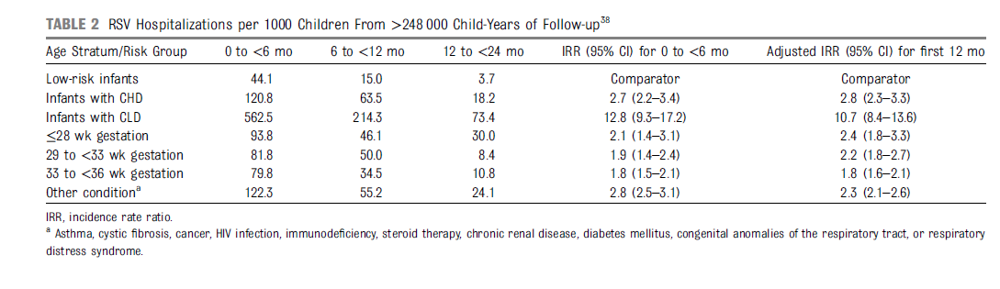 TABLE 2 RSV Hospitalizations per 1000 Children From >248 000 Child-Years of Follow-up38
Age Stratum/Risk Group 0 to <6 mo 6 to <12 mo 12 to <24 mo IRR (95% CI) for 0 to <6 mo Adjusted IRR (95% CI) for first 12 mo
Low-risk infants 44.1 15.0 3.7 Comparator Comparator
Infants with CHD 120.8 63.5 18.2 2.7 (2.2–3.4) 2.8 (2.3–3.3)
Infants with CLD 562.5 214.3 73.4 12.8 (9.3–17.2) 10.7 (8.4–13.6)
≤28 wk gestation 93.8 46.1 30.0 2.1 (1.4–3.1) 2.4 (1.8–3.3)
29 to <33 wk gestation 81.8 50.0 8.4 1.9 (1.4–2.4) 2.2 (1.8–2.7)
33 to <36 wk gestation 79.8 34.5 10.8 1.8 (1.5–2.1) 1.8 (1.6–2.1)
Other conditiona 122.3 55.2 24.1 2.8 (2.5–3.1) 2.3 (2.1–2.6)
IRR, incidence rate ratio.
a Asthma, cystic fibrosis, cancer, HIV infection, immunodeficiency, steroid therapy, chronic renal disease, diabetes mellitus, congenital anomalies of the respiratory tract, or respiratory
distress syndrome.